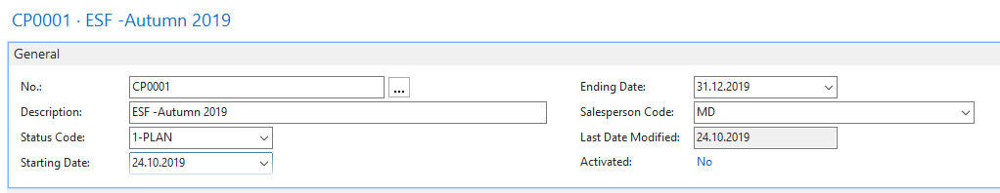 CP0001 · ESF -Autumn 2019
General
No.: CP0001 ...
Description: ESF -Autumn 2019
Status Code: 1-PLAN
Starting Date: 24.10.2019
Ending Date: 31.12.2019
Salesperson Code: MD
Last Date Modified: 24.10.2019
Activated: No